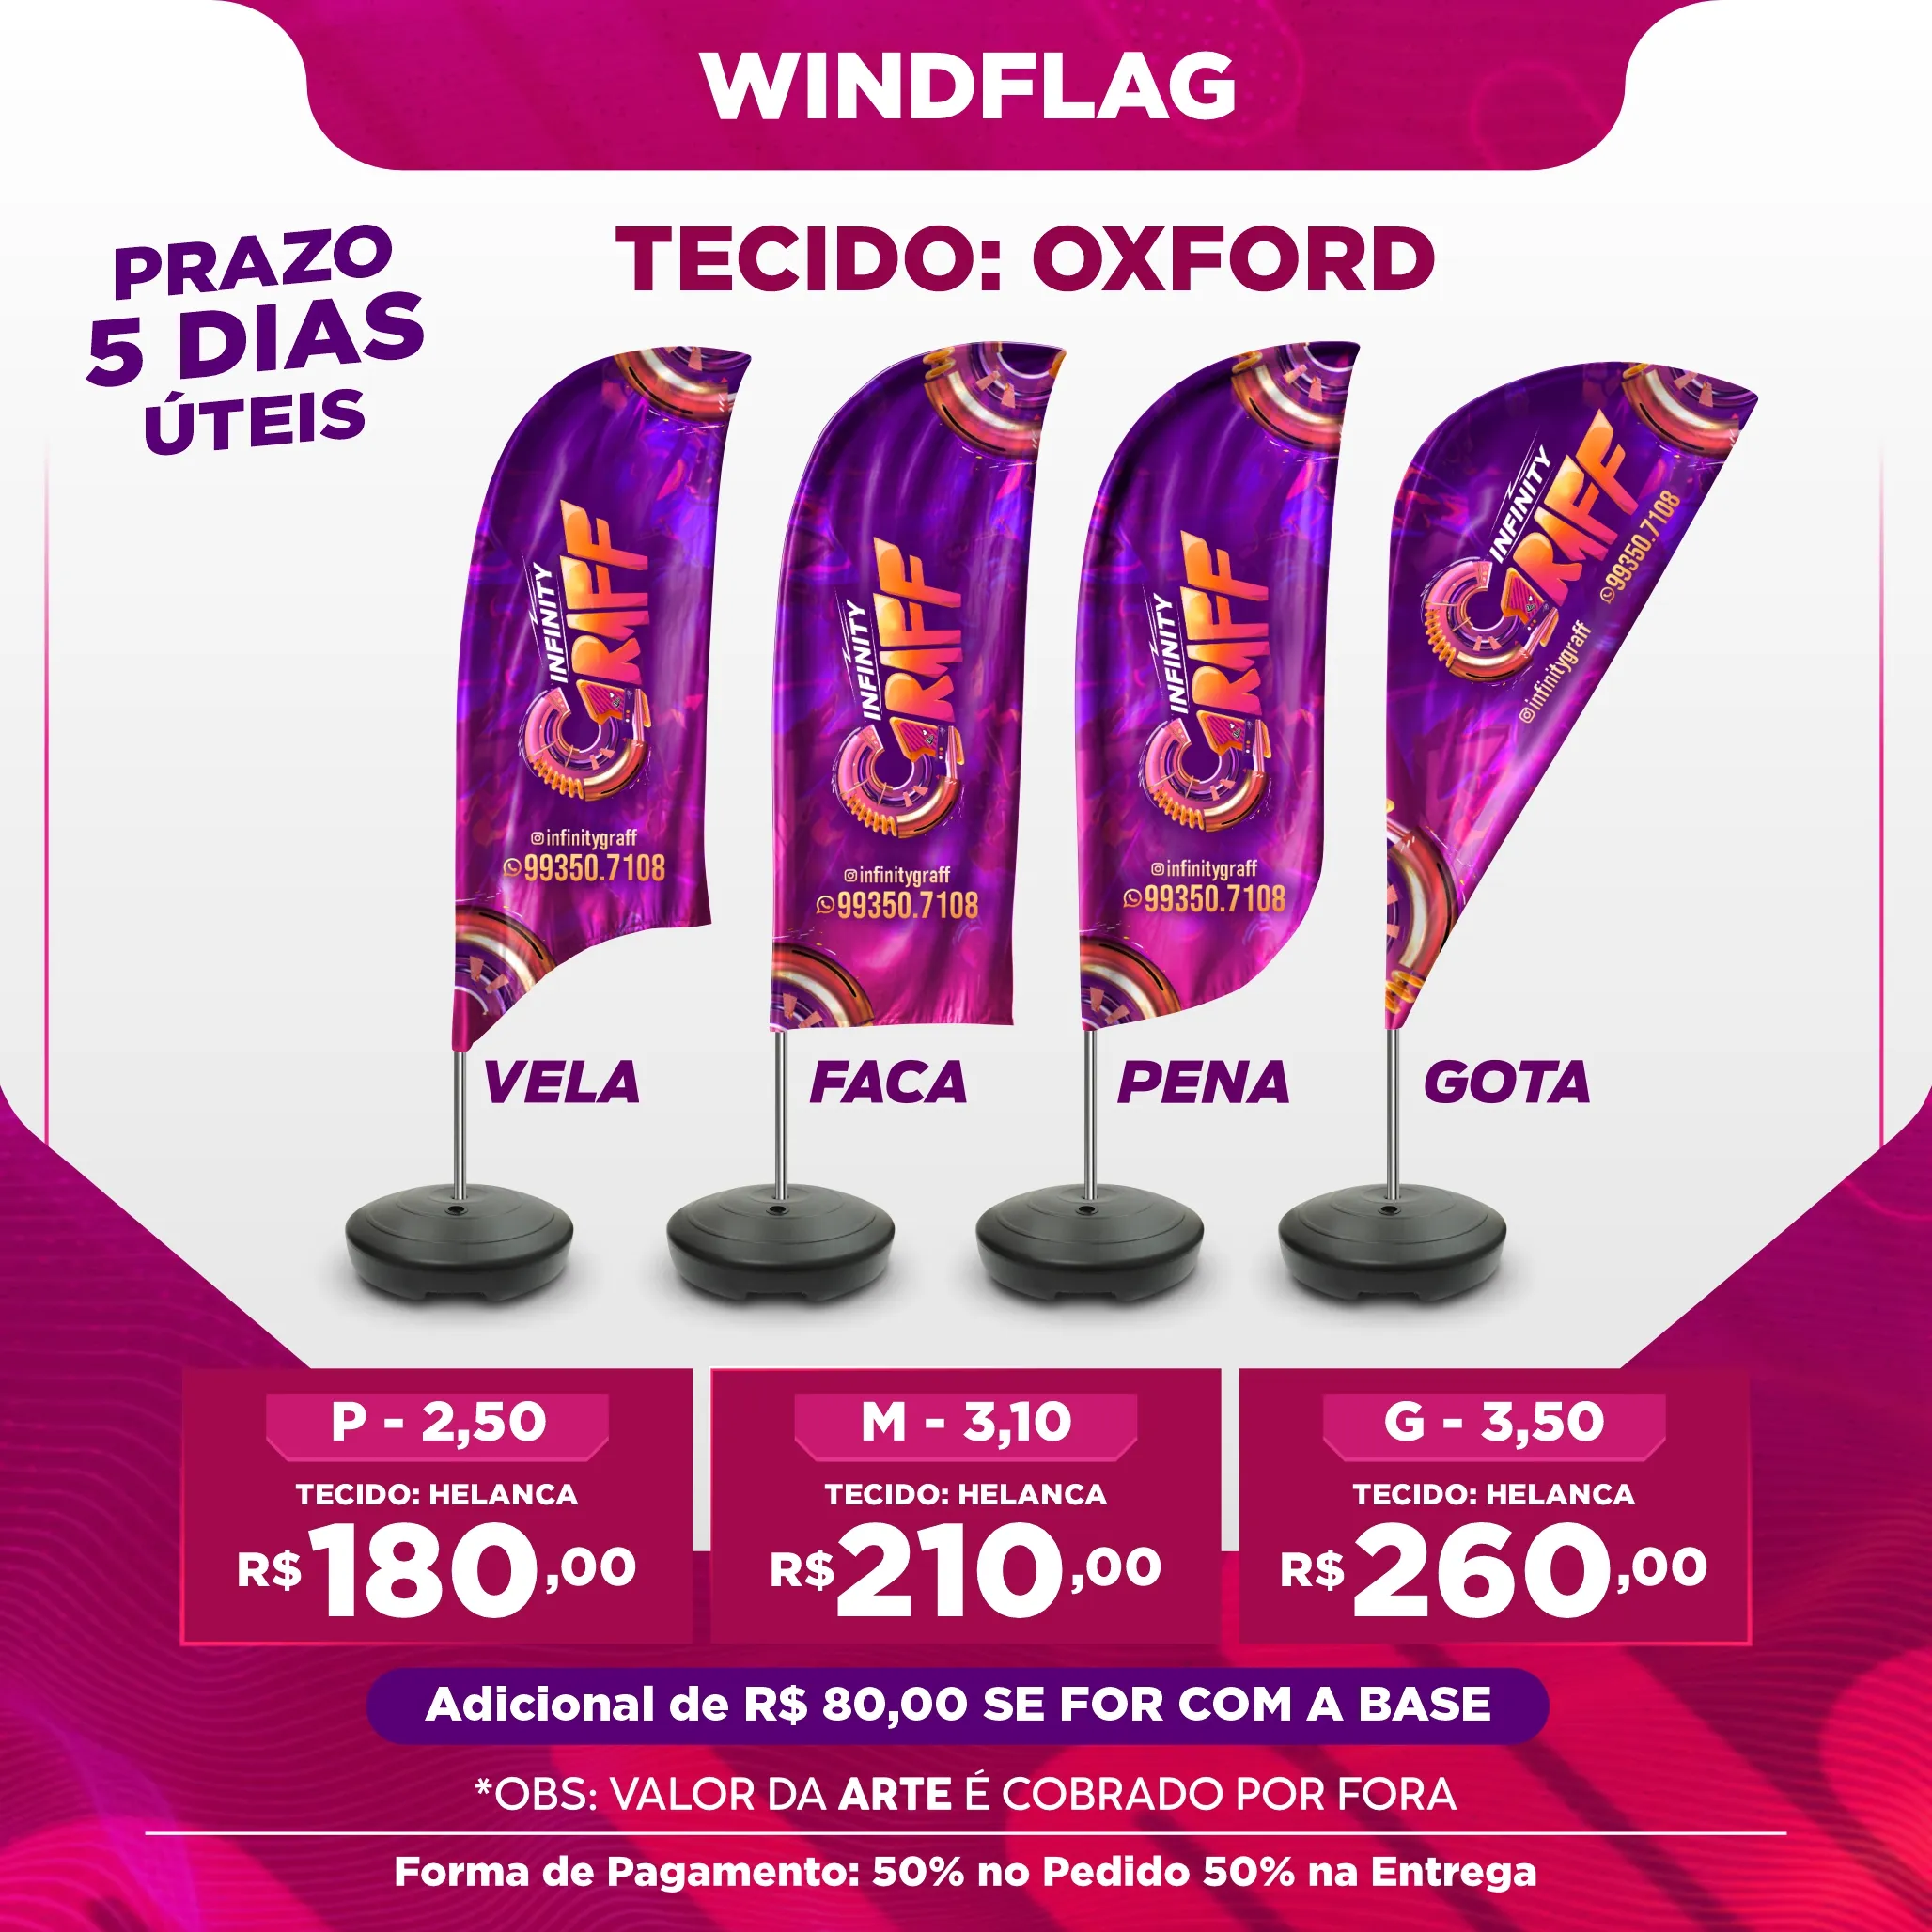 WINDFLAG
PRAZO
5 DIAS
ÚTEIS
TECIDO: OXFORD
INFINITY
GRAFF
infinitygraff
99350.7108
INFINITY
GRAFF
infinitygraff
99350.7108
INFINITY
GRAFF
infinitygraff
99350.7108
INFINITY
GRAFF
99350.7108
infinitygraff
VELA
FACA
PENA
GOTA
P - 2,50
TECIDO: HELANCA
R$180,00
M - 3,10
TECIDO: HELANCA
R$210,00
G - 3,50
TECIDO: HELANCA
R$260,00
Adicional de R$ 80,00 SE FOR COM A BASE
*OBS: VALOR DA ARTE É COBRADO POR FORA
Forma de Pagamento: 50% no Pedido 50% na Entrega